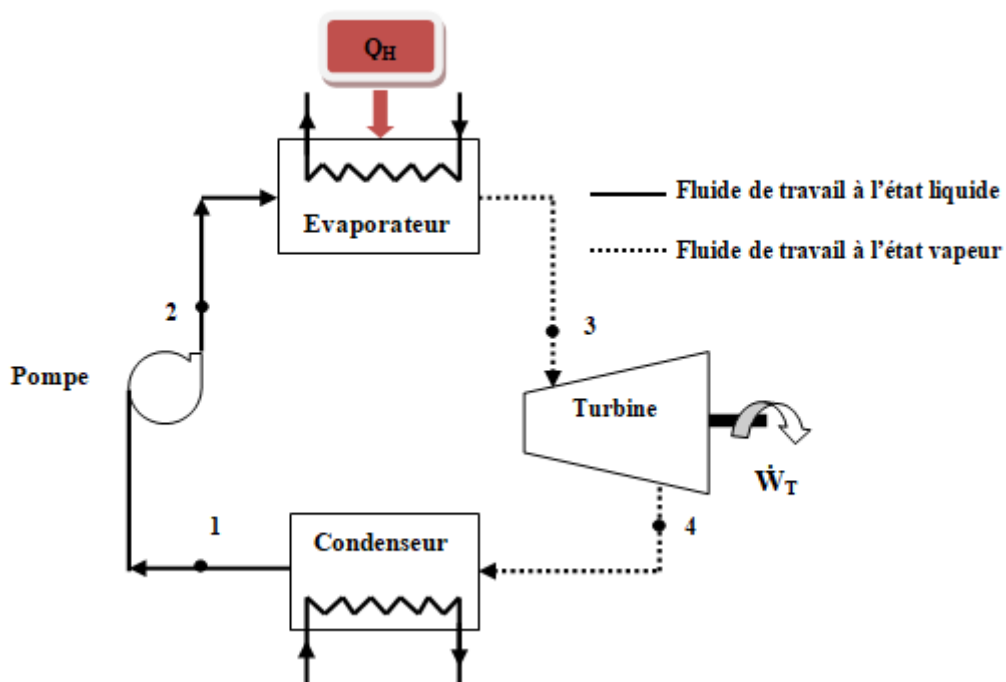 QH
Evaporateur
Fluide de travail à l'état liquide
Fluide de travail à l'état vapeur
2
3
Pompe
Turbine
ẆT
1
4
Condenseur